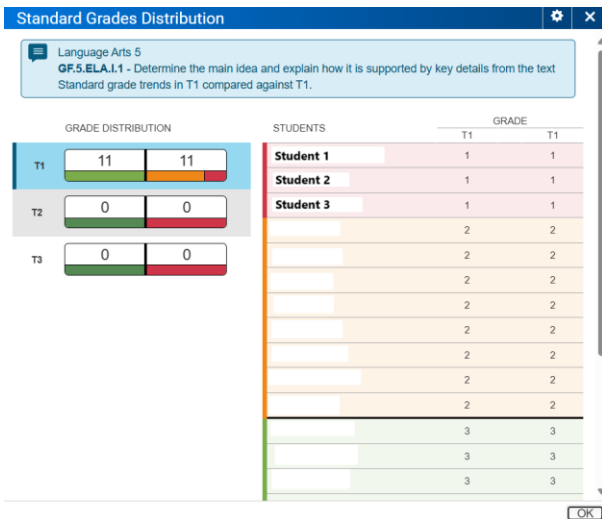 Standard Grades Distribution
Language Arts 5
GF.5.ELA.I.1 - Determine the main idea and explain how it is supported by key details from the text
Standard grade trends in T1 compared against T1.
GRADE DISTRIBUTION
T1 11 11
T2 0 0
T3 0 0
STUDENTS GRADE
T1 T1
Student 1 1 1
Student 2 1 1
Student 3 1 1
2 2
2 2
2 2
2 2
2 2
2 2
2 2
2 2
3 3
3 3
3 3
OK